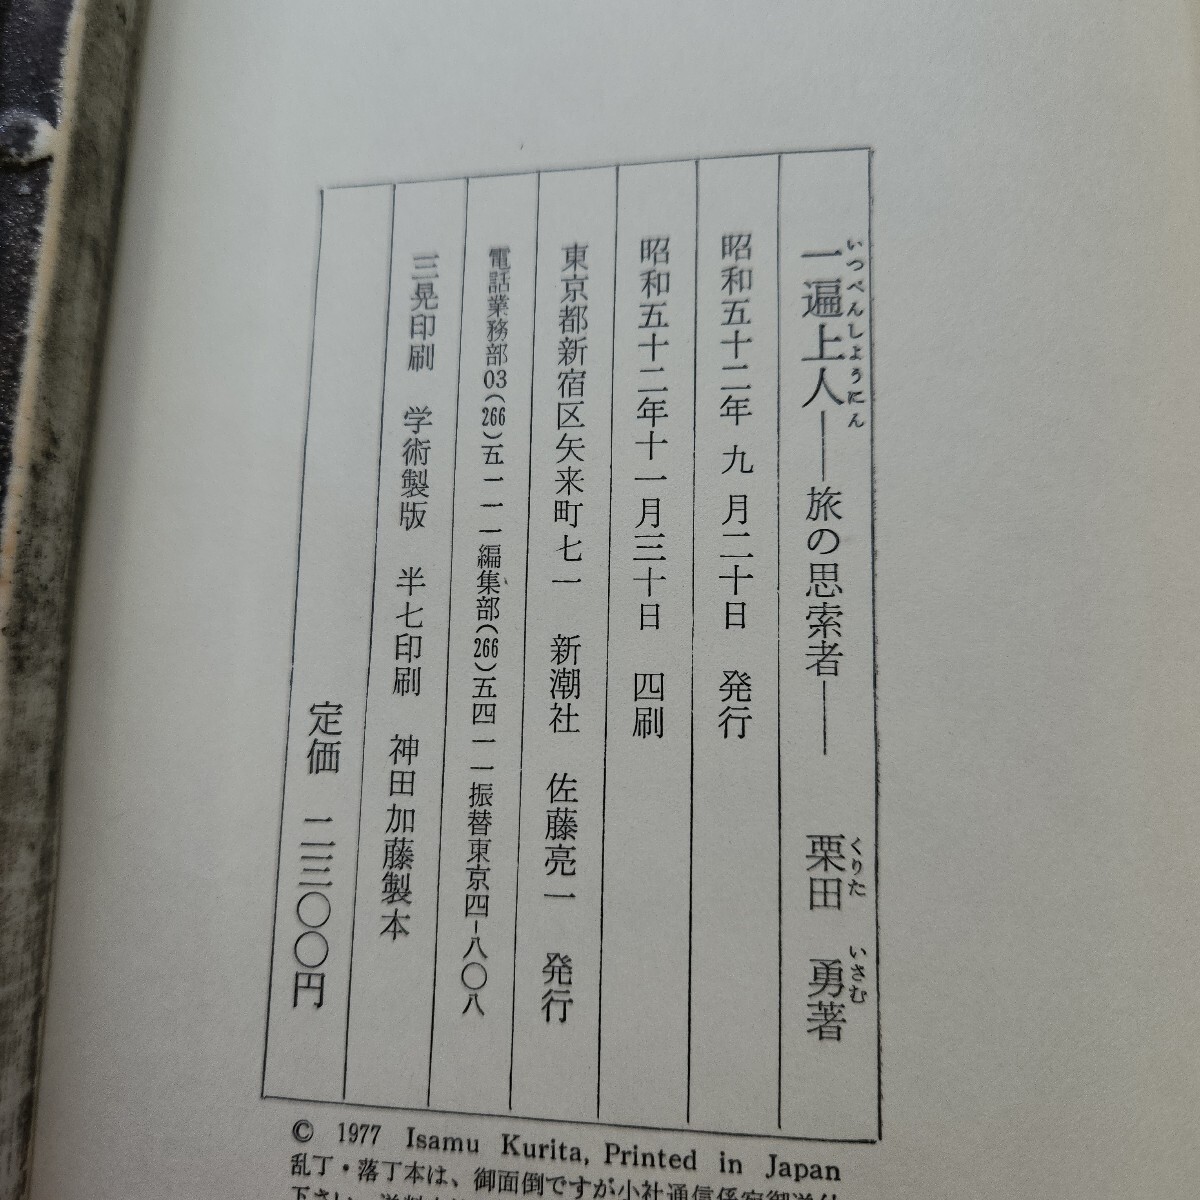 一遍上人――旅の思索者―― 栗田 勇著
いつぺんしようにん くりた いさむ
昭和五十二年 九 月二十日 発行
昭和五十二年十一月三十日 四刷
東京都新宿区矢来町七一 新潮社 佐藤亮一 発行
電話業務部03(266)五一一一編集部(266)五四一一振替東京四-八〇八
三晃印刷 学術製版 半七印刷 神田加藤製本
定価 一三〇〇円
© 1977 Isamu Kurita, Printed in Japan
乱丁・落丁本は、御面倒ですが小社通信係宛御送付